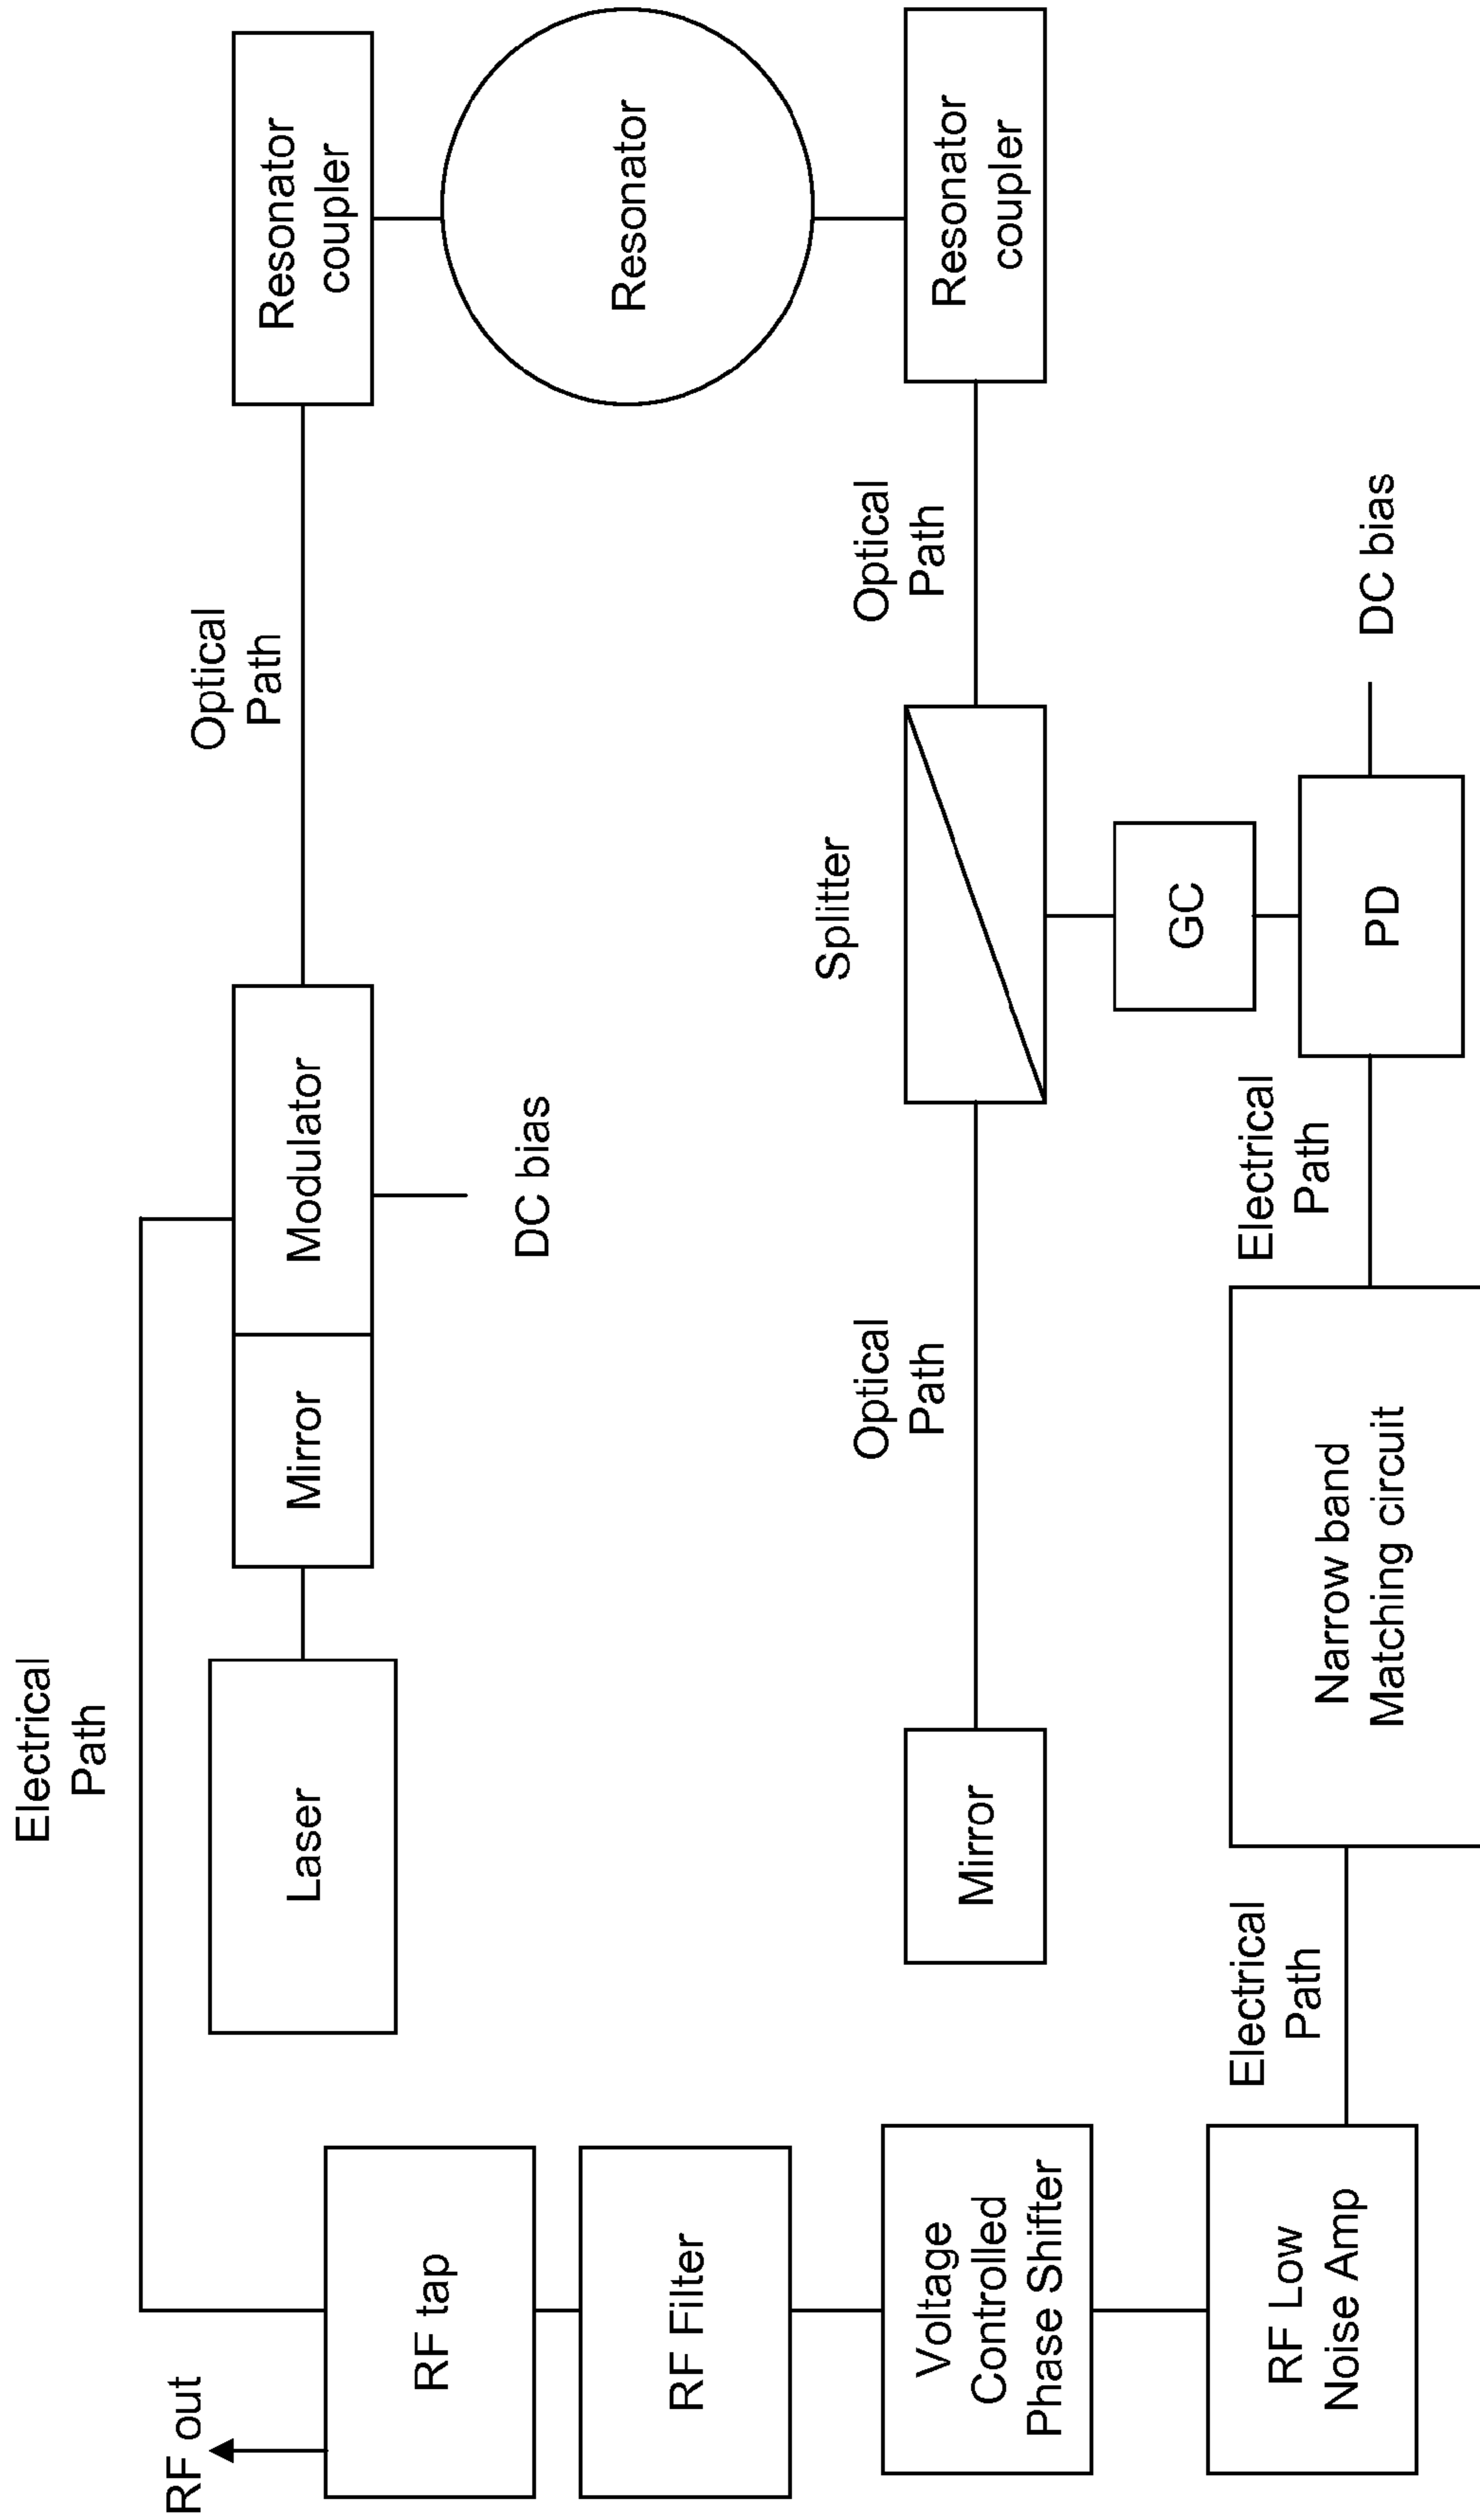 Electrical
Path
RF out
Laser
Mirror
Modulator
Optical
Path
Resonator
coupler
RF tap
DC bias
Resonator
RF Filter
Splitter
Optical
Path
Optical
Path
Voltage
Controlled
Phase Shifter
Mirror
Resonator
coupler
GC
Electrical
Path
Electrical
Path
RF Low
Noise Amp
Narrow band
Matching circuit
PD
DC bias